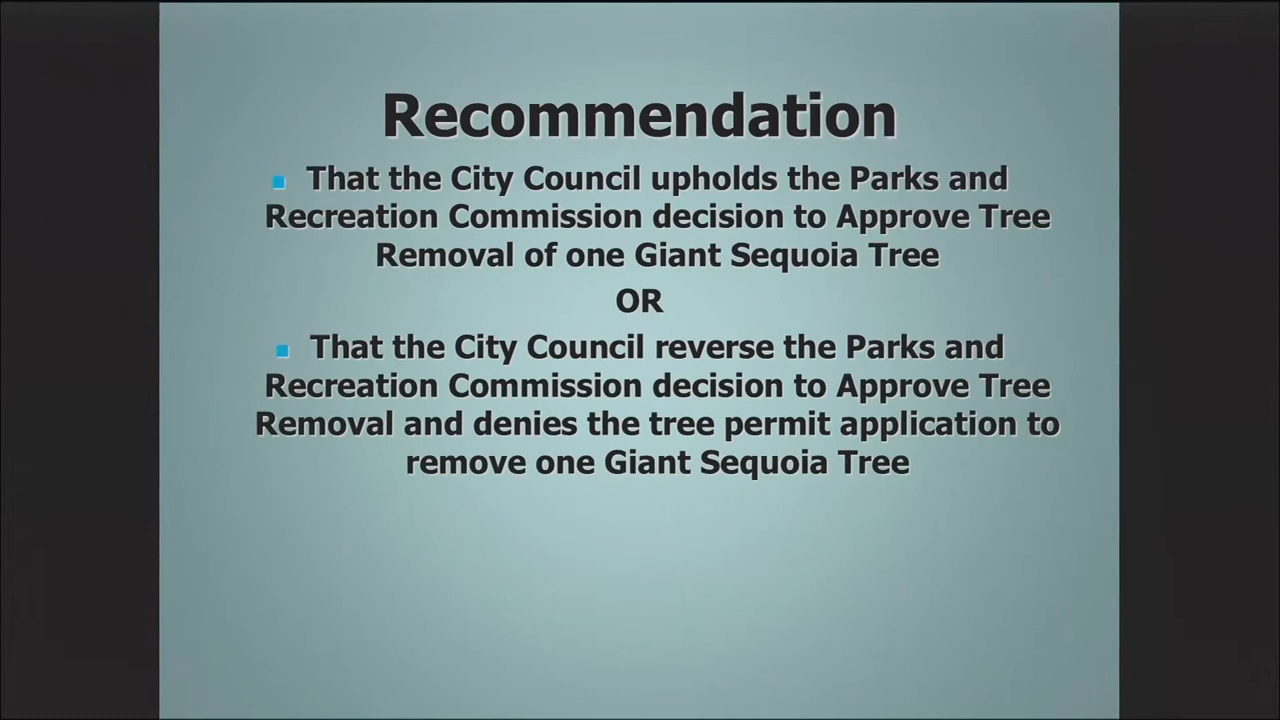 Recommendation
That the City Council upholds the Parks and
Recreation Commission decision to Approve Tree
Removal of one Giant Sequoia Tree
OR
That the City Council reverse the Parks and
Recreation Commission decision to Approve Tree
Removal and denies the tree permit application to
remove one Giant Sequoia Tree